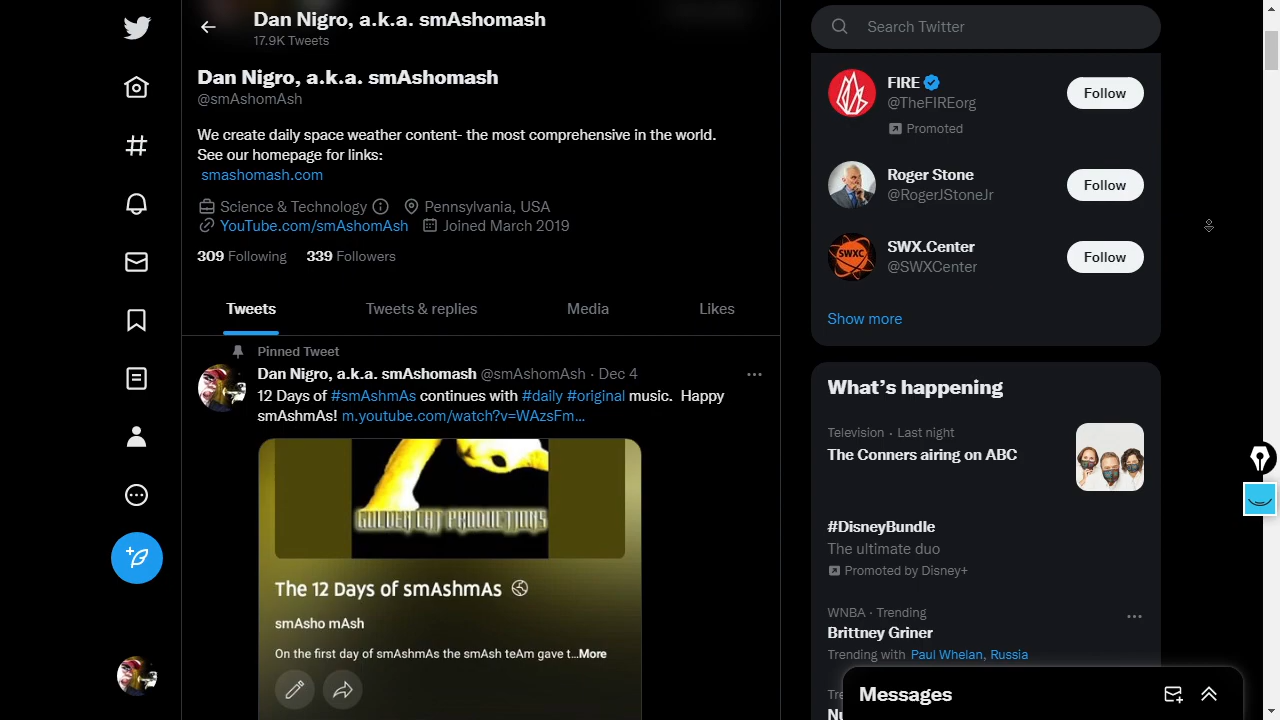 Dan Nigro, a.k.a. smAshomash
17.9K Tweets
Dan Nigro, a.k.a. smAshomash
@smAshomAsh
We create daily space weather content- the most comprehensive in the world.
See our homepage for links:
smashomash.com
Science & Technology
Pennsylvania, USA
YouTube.com/smAshomAsh
Joined March 2019
309 Following
339 Followers
Tweets
Tweets & replies
Media
Likes
Pinned Tweet
Dan Nigro, a.k.a. smAshomash @smAshomAsh · Dec 4
12 Days of #smAshmAs continues with #daily #original music. Happy
smAshmAs! m.youtube.com/watch?v=WAzsFm…
GOLDEN CAT PRODUCTIONS
The 12 Days of smAshmAs
smAsho mAsh
On the first day of smAshmAs the smAsh teAm gave t...More
Search Twitter
FIRE
@TheFIREorg
Promoted
Follow
Roger Stone
@RogerJStoneJr
Follow
SWXC
SWX.Center
@SWXCenter
Follow
Show more
What's happening
Television · Last night
The Conners airing on ABC
#DisneyBundle
The ultimate duo
Promoted by Disney+
WNBA · Trending
Brittney Griner
Trending with Paul Whelan, Russia
Messages